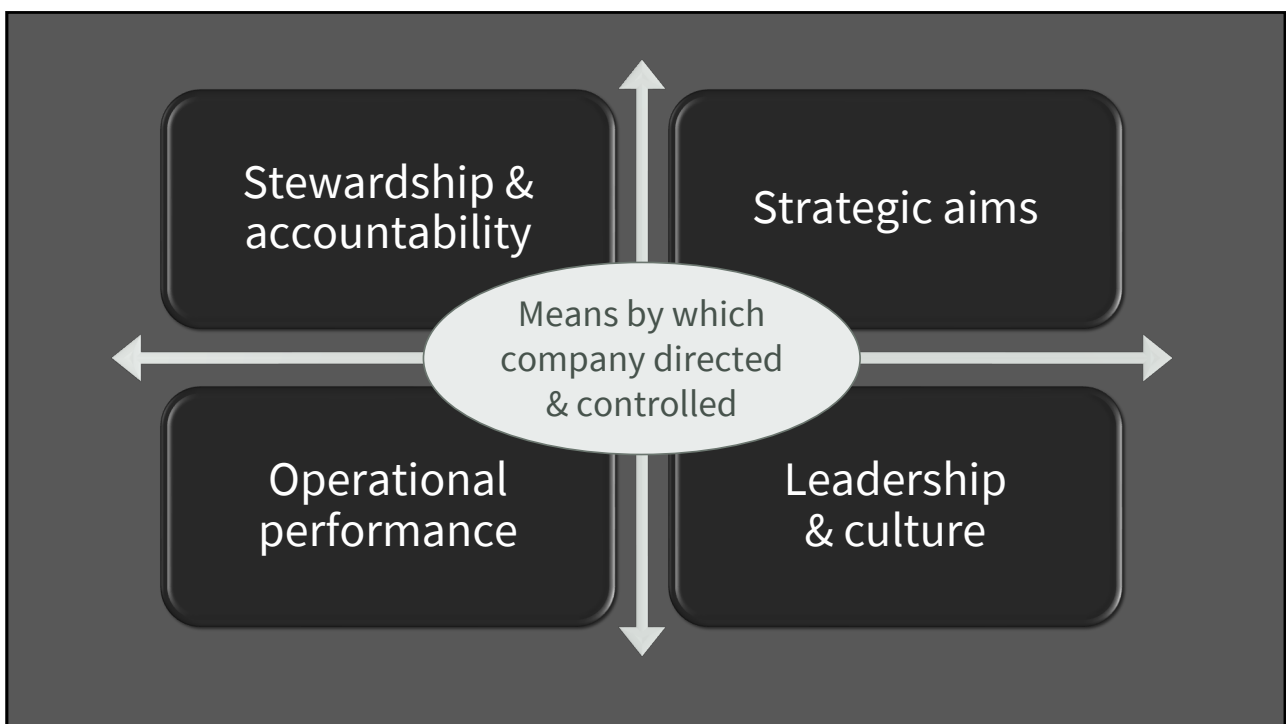 Stewardship &
accountability
Strategic aims
Means by which
company directed
& controlled
Operational
performance
Leadership
& culture